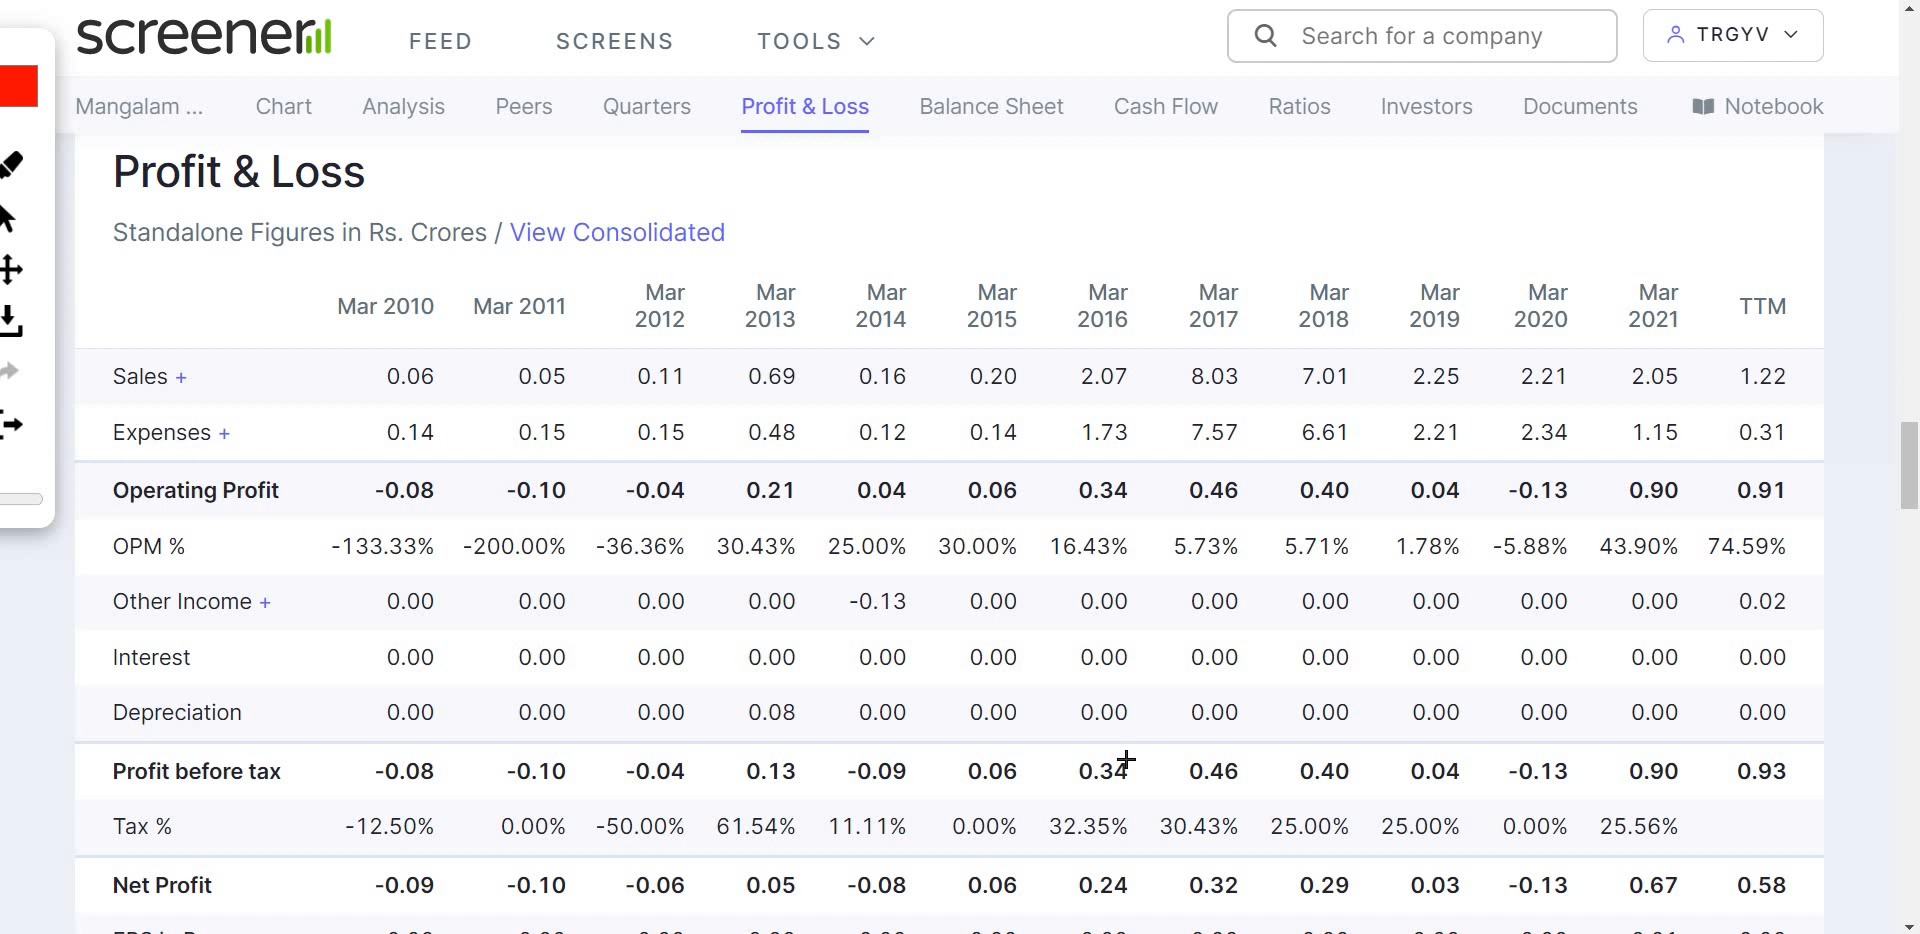 screener
FEED
SCREENS
TOOLS
Search for a company
TRGYV
Mangalam ... Chart Analysis Peers Quarters Profit & Loss Balance Sheet Cash Flow Ratios Investors Documents Notebook
Profit & Loss
Standalone Figures in Rs. Crores / View Consolidated
Mar 2010 Mar 2011 Mar 2012 Mar 2013 Mar 2014 Mar 2015 Mar 2016 Mar 2017 Mar 2018 Mar 2019 Mar 2020 Mar 2021 TTM
Sales + 0.06 0.05 0.11 0.69 0.16 0.20 2.07 8.03 7.01 2.25 2.21 2.05 1.22
Expenses + 0.14 0.15 0.15 0.48 0.12 0.14 1.73 7.57 6.61 2.21 2.34 1.15 0.31
Operating Profit -0.08 -0.10 -0.04 0.21 0.04 0.06 0.34 0.46 0.40 0.04 -0.13 0.90 0.91
OPM % -133.33% -200.00% -36.36% 30.43% 25.00% 30.00% 16.43% 5.73% 5.71% 1.78% -5.88% 43.90% 74.59%
Other Income + 0.00 0.00 0.00 0.00 -0.13 0.00 0.00 0.00 0.00 0.00 0.00 0.00 0.02
Interest 0.00 0.00 0.00 0.00 0.00 0.00 0.00 0.00 0.00 0.00 0.00 0.00 0.00
Depreciation 0.00 0.00 0.00 0.08 0.00 0.00 0.00 0.00 0.00 0.00 0.00 0.00 0.00
Profit before tax -0.08 -0.10 -0.04 0.13 -0.09 0.06 0.34 0.46 0.40 0.04 -0.13 0.90 0.93
Tax % -12.50% 0.00% -50.00% 61.54% 11.11% 0.00% 32.35% 30.43% 25.00% 25.00% 0.00% 25.56%
Net Profit -0.09 -0.10 -0.06 0.05 -0.08 0.06 0.24 0.32 0.29 0.03 -0.13 0.67 0.58